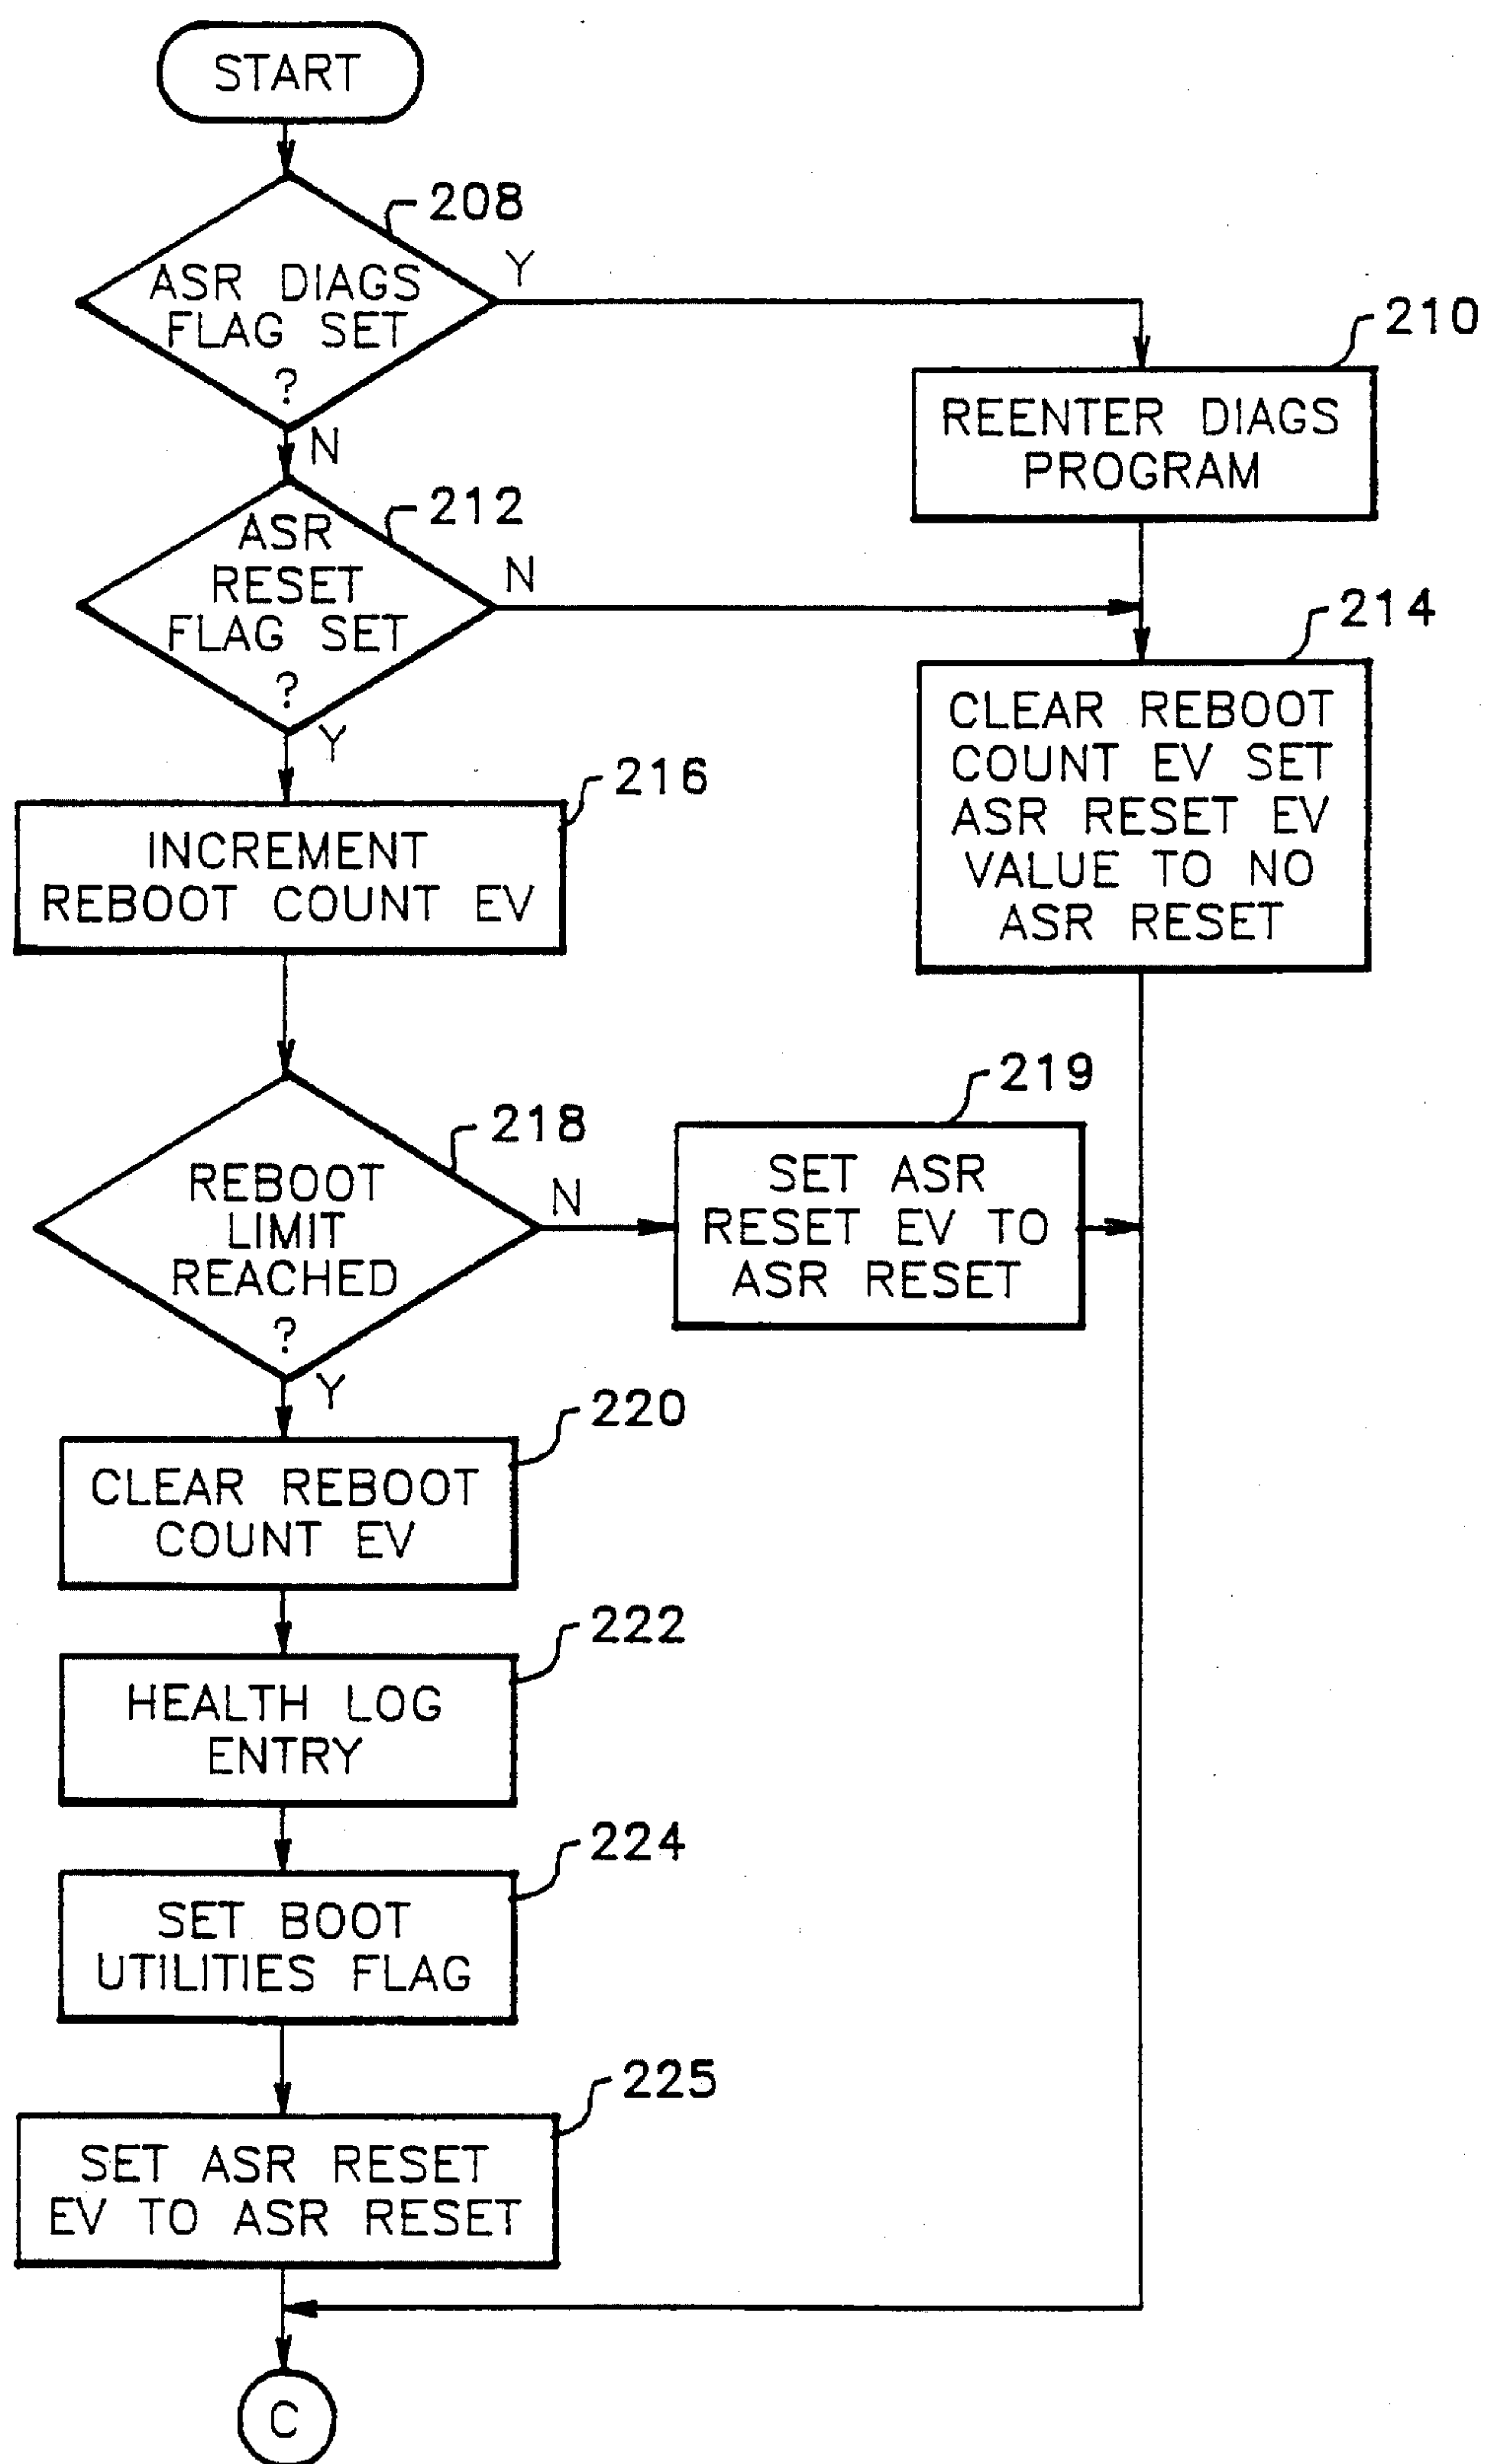 START
208
ASR DIAGS
FLAG SET
?
Y
N
210
REENTER DIAGS
PROGRAM
212
ASR
RESET
FLAG SET
?
N
Y
214
CLEAR REBOOT
COUNT EV SET
ASR RESET EV
VALUE TO NO
ASR RESET
216
INCREMENT
REBOOT COUNT EV
218
REBOOT
LIMIT
REACHED
?
N
Y
219
SET ASR
RESET EV TO
ASR RESET
220
CLEAR REBOOT
COUNT EV
222
HEALTH LOG
ENTRY
224
SET BOOT
UTILITIES FLAG
225
SET ASR RESET
EV TO ASR RESET
C